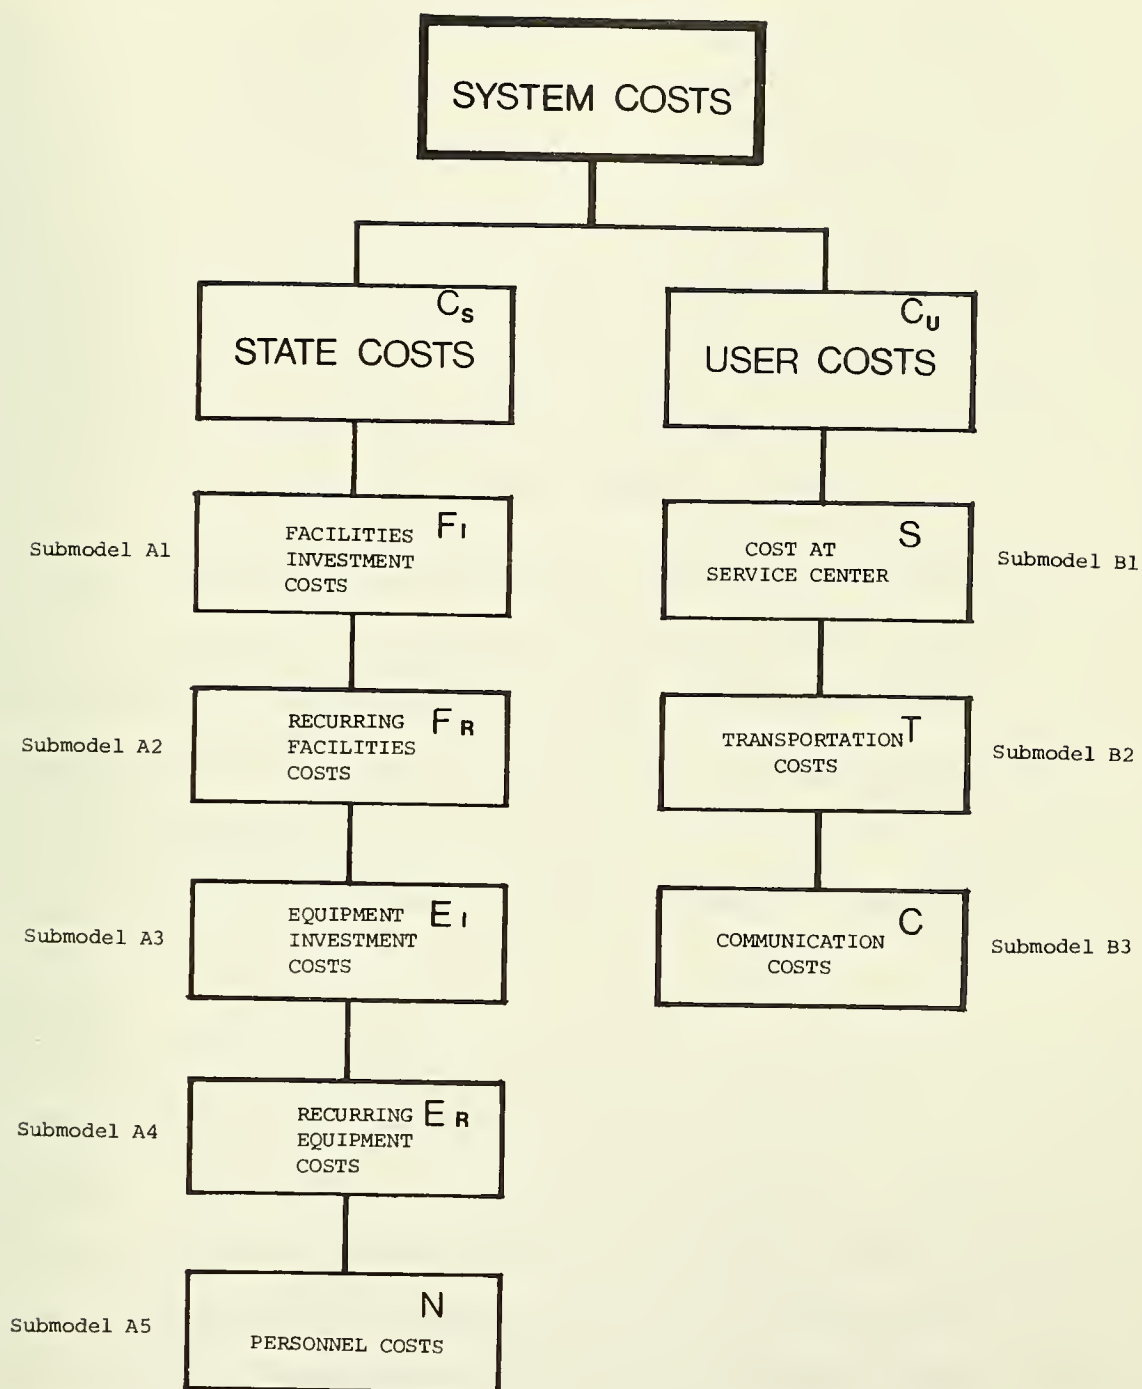 SYSTEM COSTS
Cs
STATE COSTS
CU
USER COSTS
Submodel A1
FI
FACILITIES
INVESTMENT
COSTS
S
COST AT
SERVICE CENTER
Submodel B1
Submodel A2
FR
RECURRING
FACILITIES
COSTS
T
TRANSPORTATION
COSTS
Submodel B2
Submodel A3
EI
EQUIPMENT
INVESTMENT
COSTS
C
COMMUNICATION
COSTS
Submodel B3
Submodel A4
ER
RECURRING
EQUIPMENT
COSTS
Submodel A5
N
PERSONNEL COSTS